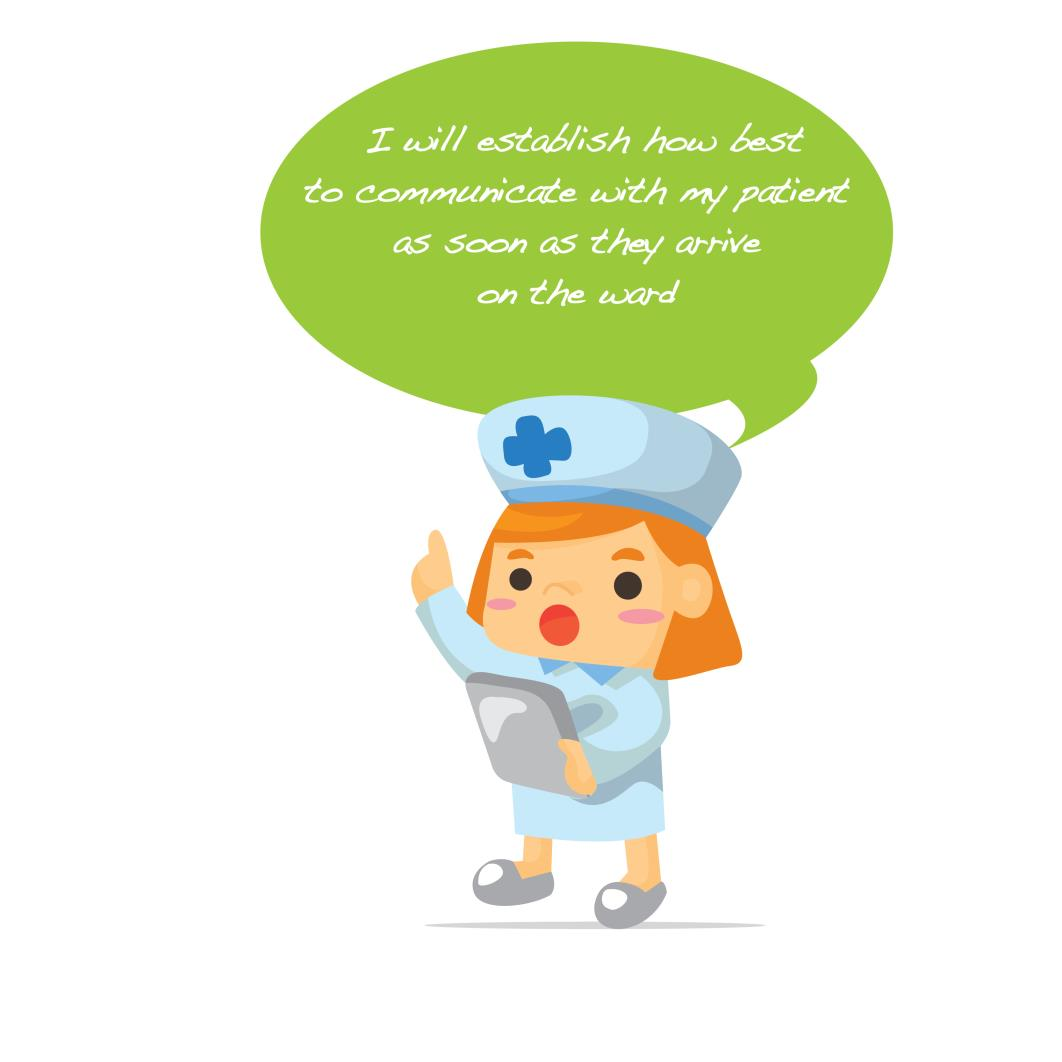 I will establish how best
to communicate with my patient
as soon as they arrive
on the ward